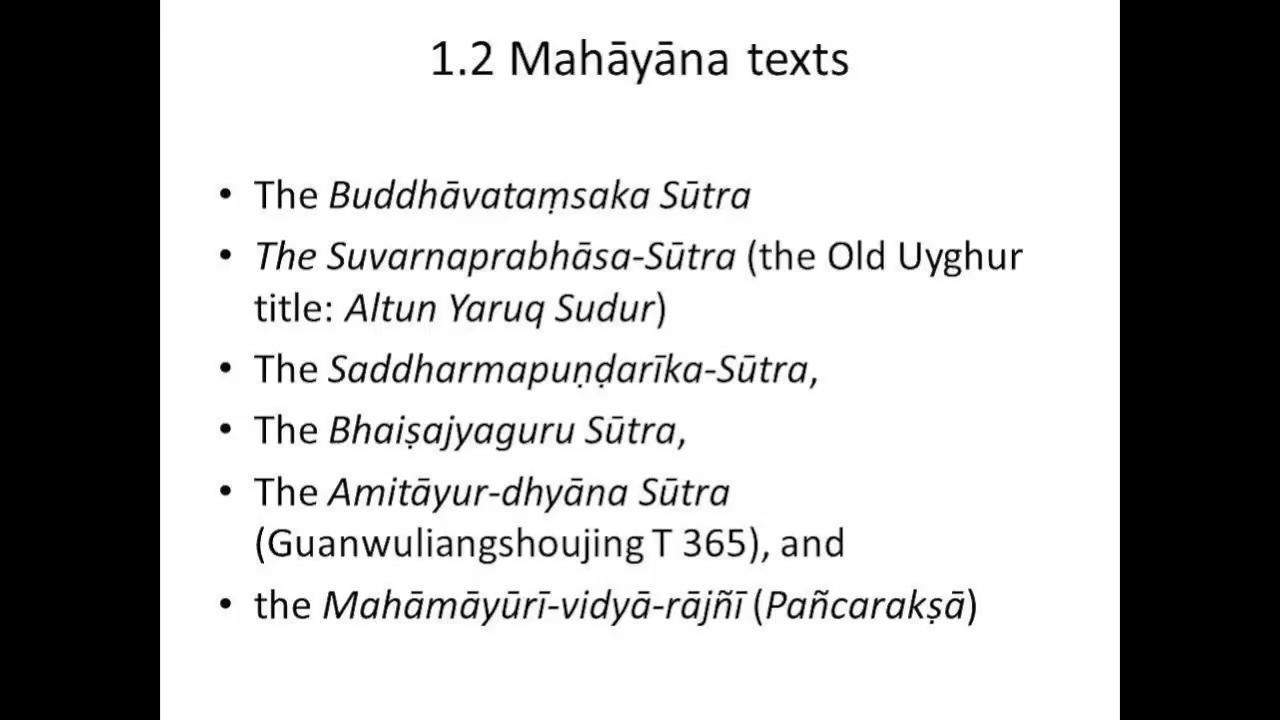 1.2 Mahāyāna texts
• The Buddhāvataṃsaka Sūtra
• The Suvarnaprabhāsa-Sūtra (the Old Uyghur
title: Altun Yaruq Sudur)
• The Saddharmapuṇḍarīka-Sūtra,
• The Bhaiṣajyaguru Sūtra,
• The Amitāyur-dhyāna Sūtra
(Guanwuliangshoujing T 365), and
• the Mahāmāyūrī-vidyā-rājñī (Pañcarakṣā)